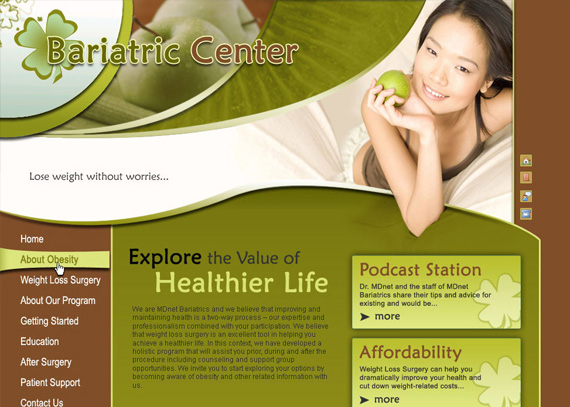 Bariatric Center
Lose weight without worries...
Home
About Obesity
Weight Loss Surgery
About Our Program
Getting Started
Education
After Surgery
Patient Support
Contact Us
Explore the Value of
Healthier Life
We are MDnet Bariatrics and we believe that improving and
maintaining health is a two-way process – our expertise and
professionalism combined with your participation. We believe
that weight loss surgery is an excellent tool in helping you
achieve a healthier life. In this context, we have developed a
holistic program that will assist you prior, during and after the
procedure including counseling and support group
opportunities. We invite you to start exploring your options by
becoming aware of obesity and other related information with
us.
Podcast Station
Dr. MDnet and the staff of MDnet
Bariatrics share their tips and advice for
existing and would be...
more
Affordability
Weight Loss Surgery can help you
dramatically improve your health and
cut down weight-related costs...
more